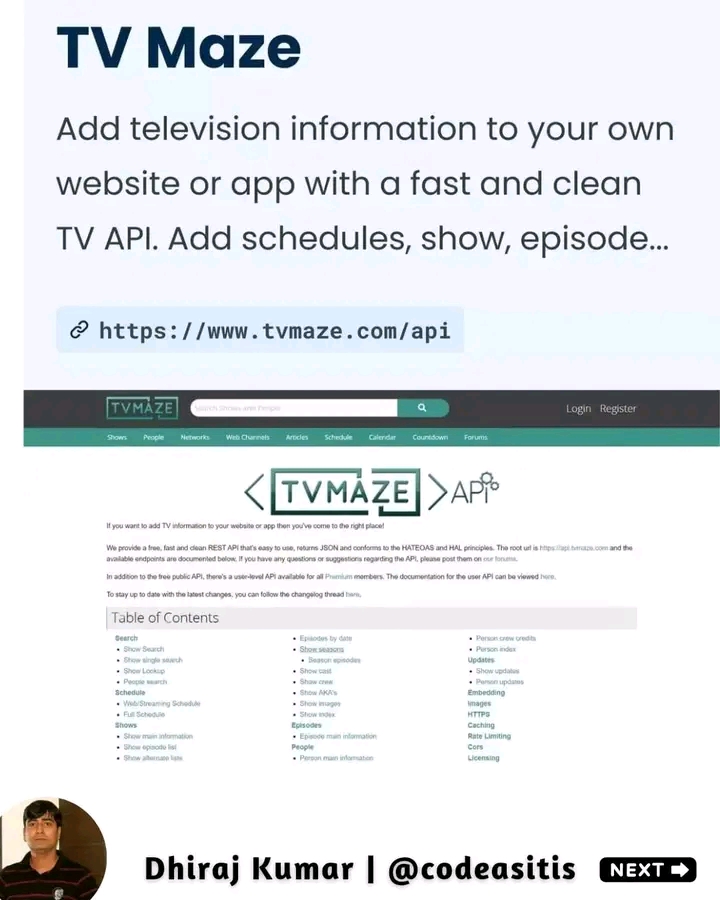 TV Maze
Add television information to your own
website or app with a fast and clean
TV API. Add schedules, show, episode...
https://www.tvmaze.com/api
TVMAZE
Search Shows and People
Login Register
Shows People Networks Web Channels Articles Schedule Calendar Countdown Forums
<TVMAZE> API
If you want to add TV information to your website or app then you've come to the right place!
We provide a free, fast and clean REST API that's easy to use, returns JSON and conforms to the HATEOAS and HAL principles. The root url is https://api.tvmaze.com and the
available endpoints are documented below. If you have any questions or suggestions regarding the API, please post them on our forums.
In addition to the free public API, there's a user-level API available for all Premium members. The documentation for the user API can be viewed here.
To stay up to date with the latest changes, you can follow the changelog thread here.
Table of Contents
Search
• Show Search
• Show single search
• Show Lookup
• People search
Schedule
• Web/Streaming Schedule
• Full Schedule
Shows
• Show main information
• Show episode list
• Show alternate lists
• Episodes by date
• Show seasons
• Season episodes
• Show cast
• Show crew
• Show AKA's
• Show images
• Show index
Episodes
• Episode main information
People
• Person main information
• Person crew credits
• Person index
Updates
• Show updates
• Person updates
Embedding
Images
HTTPS
Caching
Rate Limiting
Cors
Licensing
Dhiraj Kumar | @codeasitis
NEXT